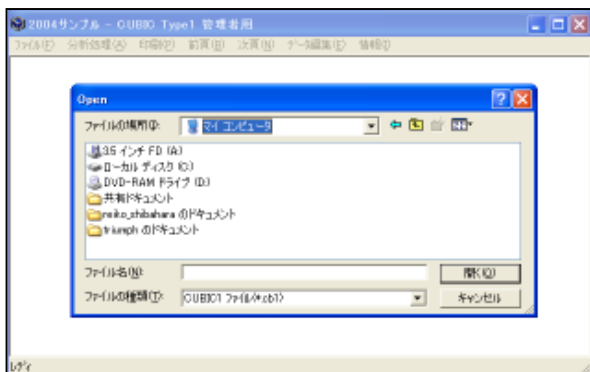 2004サンプル - CUBIC Type1 管理者用
ファイル(F) 分析処理(A) 印刷(P) 前頁(B) 次頁(N) データ編集(E) 情報(I)
Open
ファイルの場所(I): マイ コンピュータ
3.5 インチ FD (A:)
ローカル ディスク (C:)
DVD-RAM ドライブ (D:)
共有ドキュメント
reiko_shibahara のドキュメント
triumph のドキュメント
ファイル名(N): 開く(O)
ファイルの種類(T): CUBIC1 ファイル(*.cb1) キャンセル
レディ